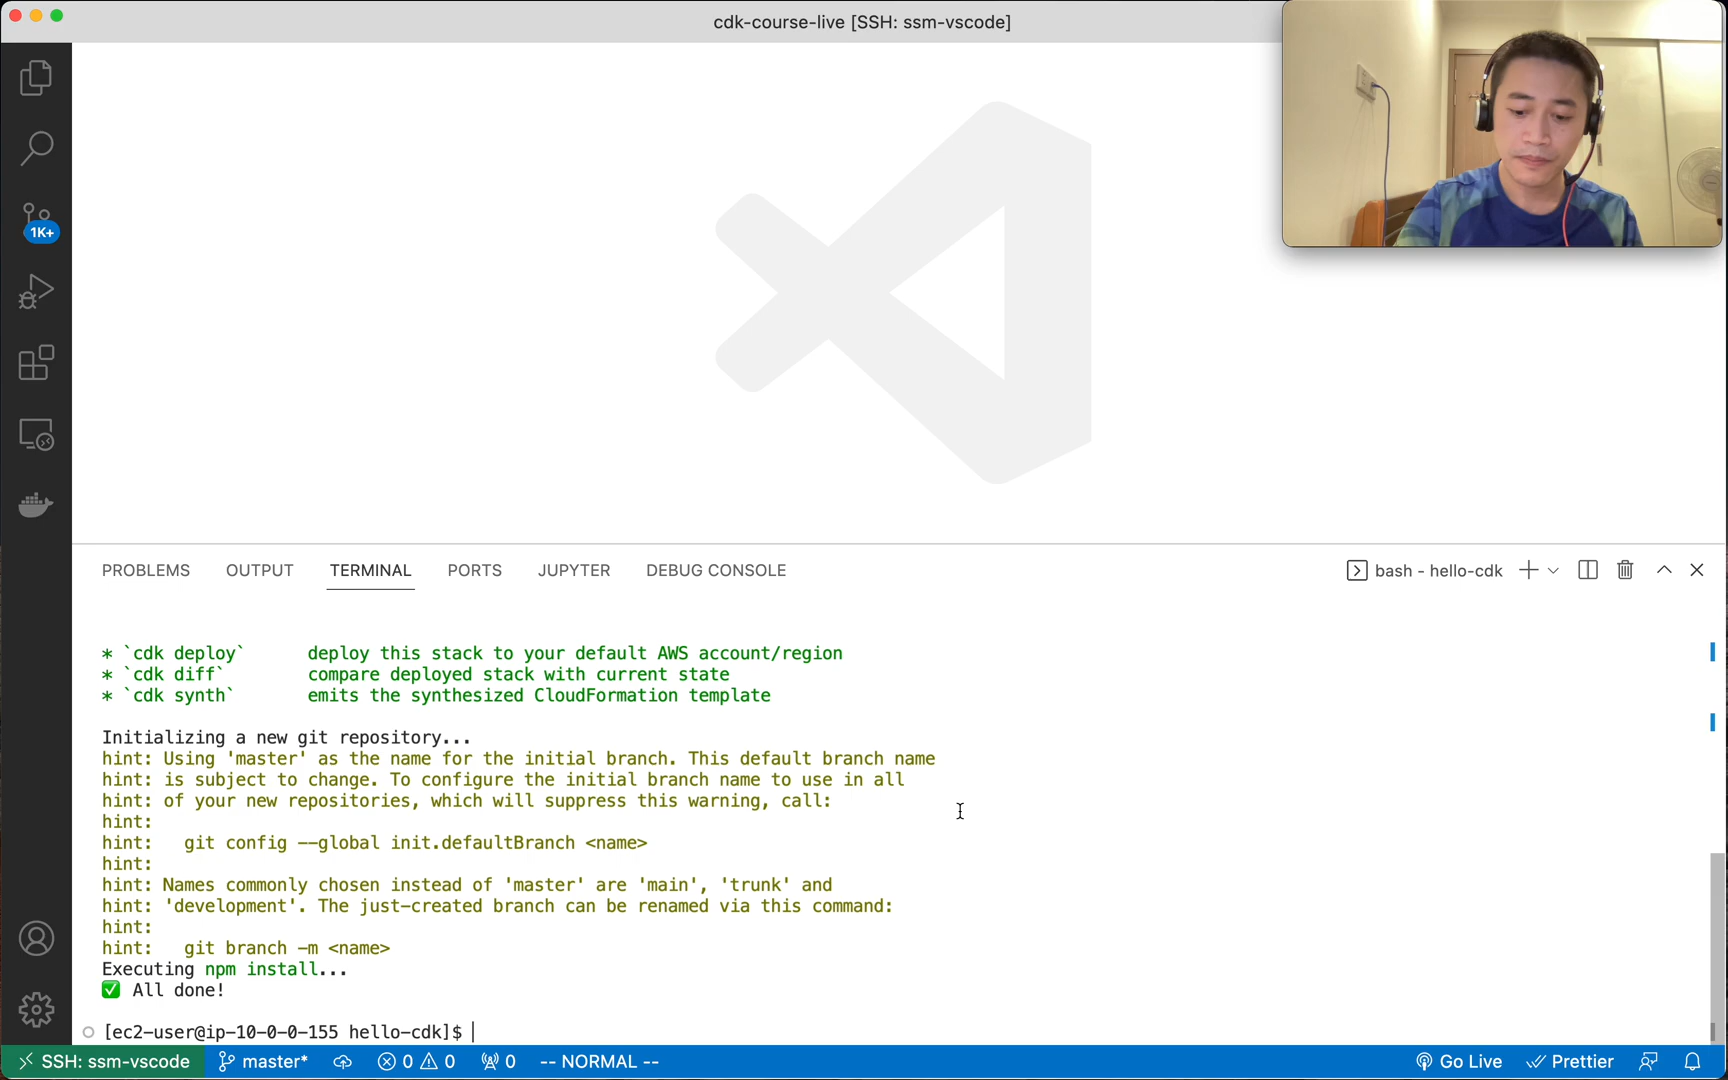 cdk-course-live [SSH: ssm-vscode]
1K+
PROBLEMS OUTPUT TERMINAL PORTS JUPYTER DEBUG CONSOLE bash - hello-cdk
* `cdk deploy`      deploy this stack to your default AWS account/region
* `cdk diff`        compare deployed stack with current state
* `cdk synth`       emits the synthesized CloudFormation template
Initializing a new git repository...
hint: Using 'master' as the name for the initial branch. This default branch name
hint: is subject to change. To configure the initial branch name to use in all
hint: of your new repositories, which will suppress this warning, call:
hint:
hint:   git config --global init.defaultBranch <name>
hint:
hint: Names commonly chosen instead of 'master' are 'main', 'trunk' and
hint: 'development'. The just-created branch can be renamed via this command:
hint:
hint:   git branch -m <name>
Executing npm install...
✅ All done!
[ec2-user@ip-10-0-0-155 hello-cdk]$
SSH: ssm-vscode master* 0 0 0 -- NORMAL -- Go Live Prettier